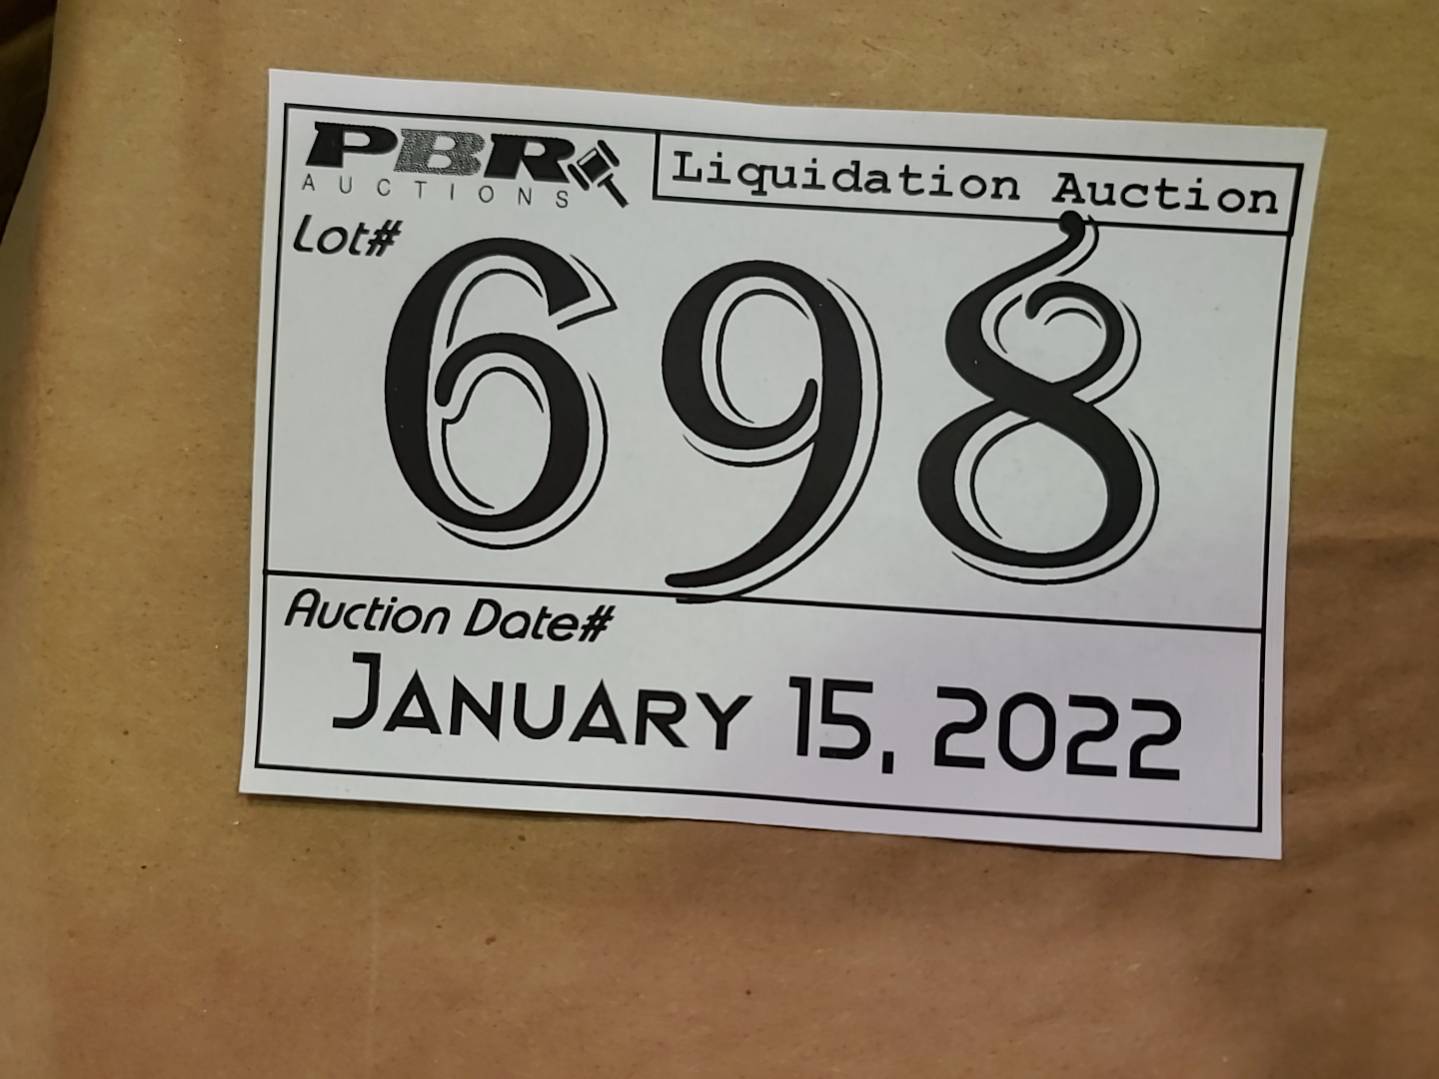 PBR
AUCTIONS
Liquidation Auction
Lot#
698
Auction Date#
January 15, 2022